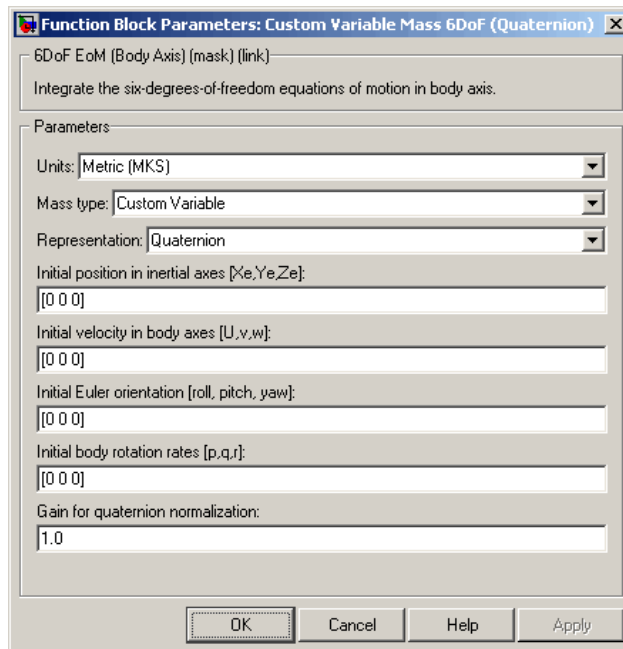 Function Block Parameters: Custom Variable Mass 6DoF (Quaternion)
6DoF EoM (Body Axis) (mask) (link)
Integrate the six-degrees-of-freedom equations of motion in body axis.
Parameters
Units: Metric (MKS)
Mass type: Custom Variable
Representation: Quaternion
Initial position in inertial axes [Xe,Ye,Ze]:
[0 0 0]
Initial velocity in body axes [U,v,w]:
[0 0 0]
Initial Euler orientation [roll, pitch, yaw]:
[0 0 0]
Initial body rotation rates [p,q,r]:
[0 0 0]
Gain for quaternion normalization:
1.0
OK Cancel Help Apply